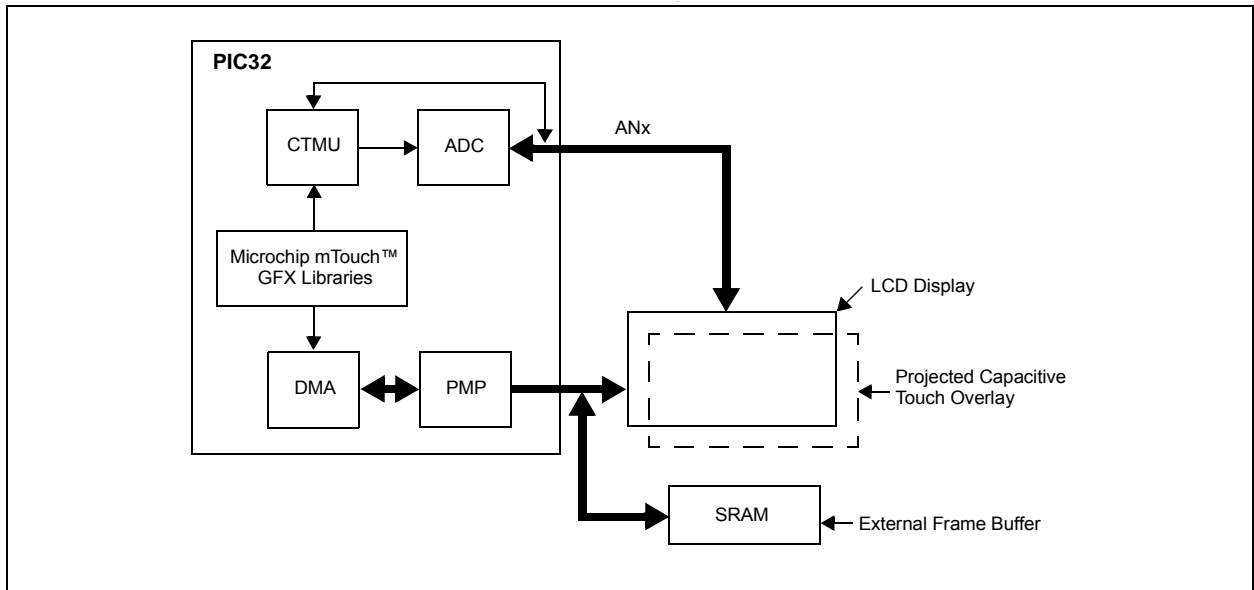 PIC32
CTMU
ADC
ANx
Microchip mTouch™
GFX Libraries
LCD Display
DMA
PMP
Projected Capacitive
Touch Overlay
SRAM
External Frame Buffer